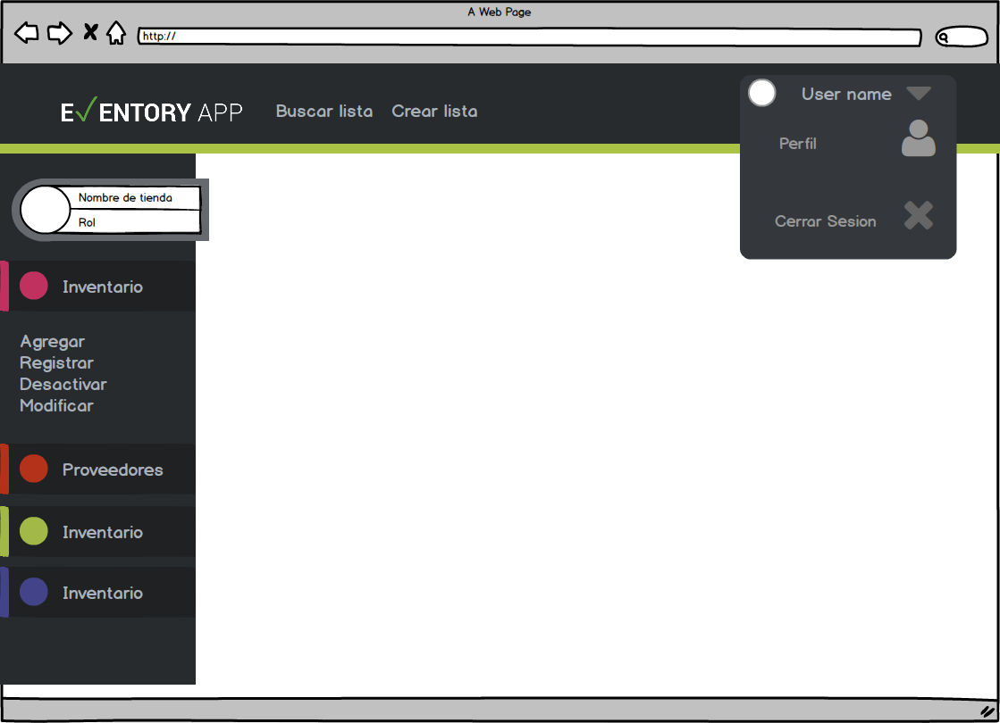 A Web Page
http://
E✓ENTORY APP
Buscar lista
Crear lista
User name
Perfil
Cerrar Sesion
Nombre de tienda
Rol
Inventario
Agregar
Registrar
Desactivar
Modificar
Proveedores
Inventario
Inventario